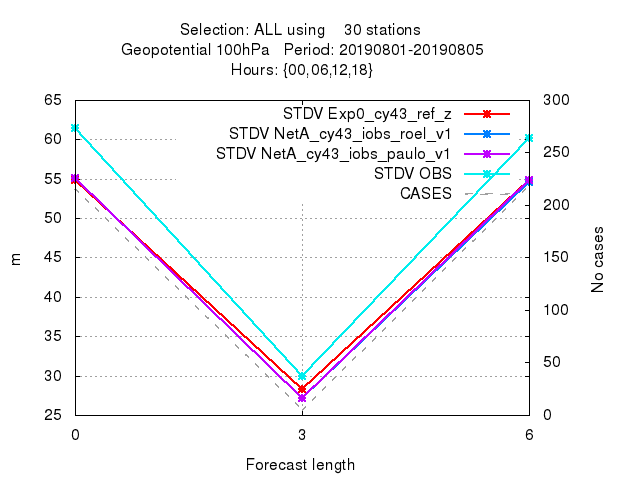 Selection: ALL using 30 stations
Geopotential 100hPa Period: 20190801-20190805
Hours: {00,06,12,18}
STDV Exp0_cy43_ref_z
STDV NetA_cy43_iobs_roel_v1
STDV NetA_cy43_iobs_paulo_v1
STDV OBS
CASES
65
60
55
50
45
40
35
30
25
m
300
250
200
150
100
50
0
No cases
0 3 6
Forecast length